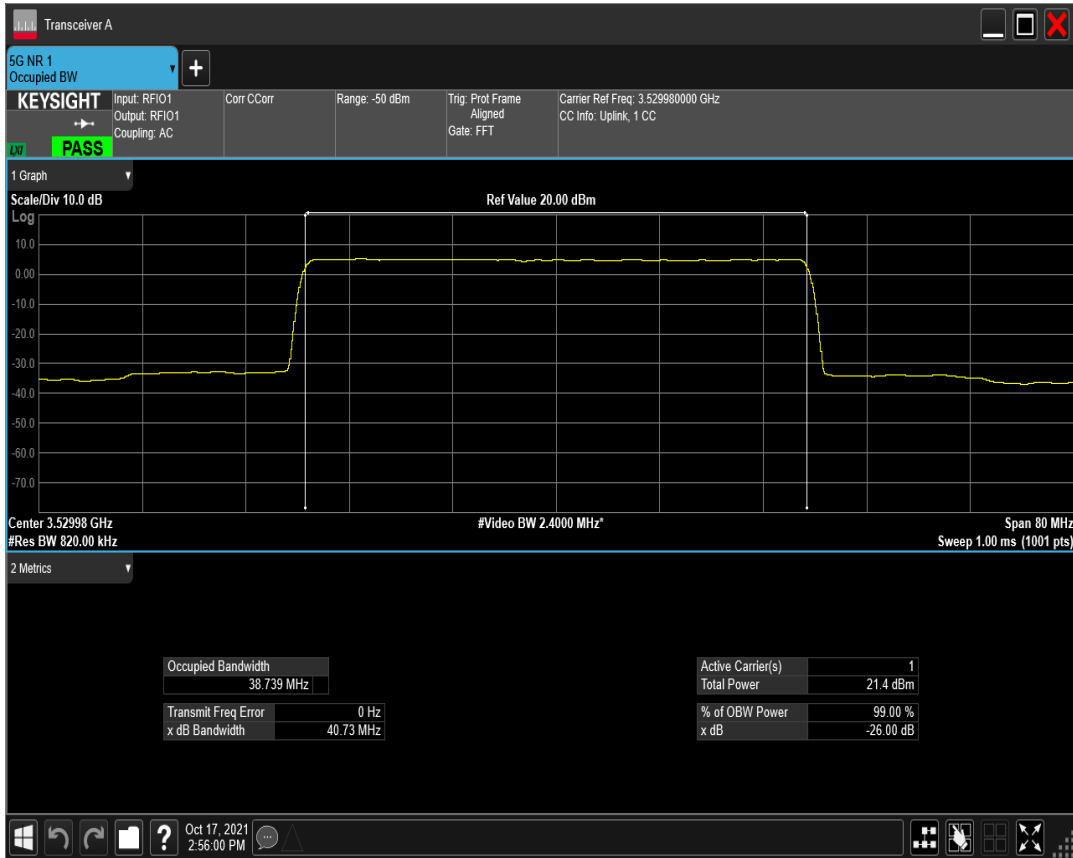 Transceiver A
5G NR 1
Occupied BW
KEYSIGHT
LXI
PASS
Input: RFIO1
Output: RFIO1
Coupling: AC
Corr CCorr
Range: -50 dBm
Trig: Prot Frame
Aligned
Gate: FFT
Carrier Ref Freq: 3.529980000 GHz
CC Info: Uplink, 1 CC
1 Graph
Scale/Div 10.0 dB
Ref Value 20.00 dBm
Log
10.0
0.00
-10.0
-20.0
-30.0
-40.0
-50.0
-60.0
-70.0
Center 3.52998 GHz
#Video BW 2.4000 MHz*
Span 80 MHz
#Res BW 820.00 kHz
Sweep 1.00 ms (1001 pts)
2 Metrics
Occupied Bandwidth
38.739 MHz
Transmit Freq Error 0 Hz
x dB Bandwidth 40.73 MHz
Active Carrier(s) 1
Total Power 21.4 dBm
% of OBW Power 99.00 %
x dB -26.00 dB
?
Oct 17, 2021
2:56:00 PM